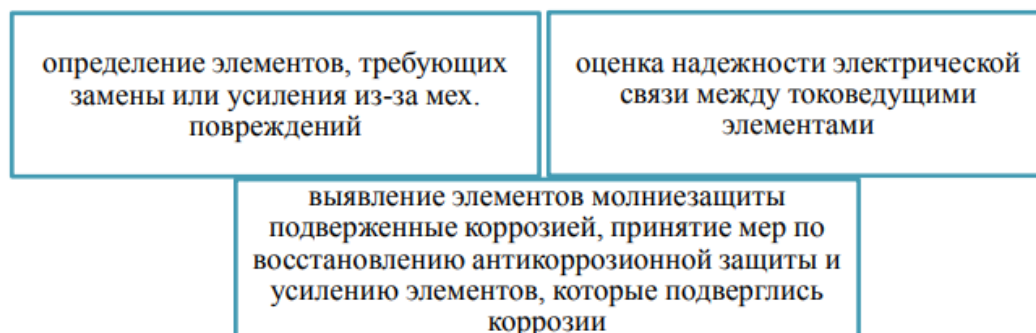 определение элементов, требующих
замены или усиления из-за мех.
повреждений
оценка надежности электрической
связи между токоведущими
элементами
выявление элементов молниезащиты
подверженные коррозией, принятие мер по
восстановлению антикоррозионной защиты и
усилению элементов, которые подверглись
коррозии